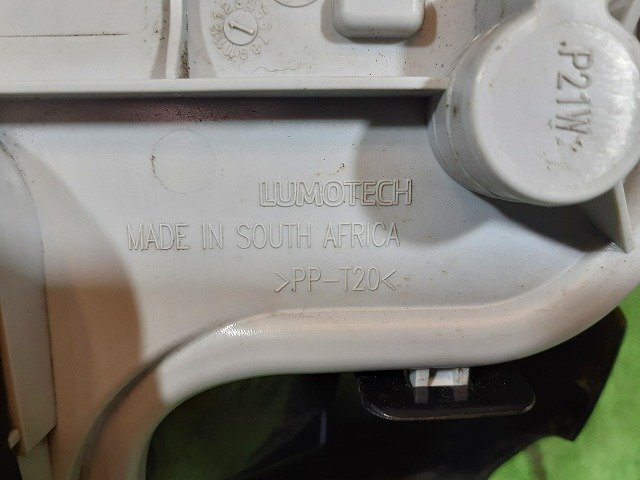 .P21W.
LUMOTECH
MADE IN SOUTH AFRICA
>PP-T20<